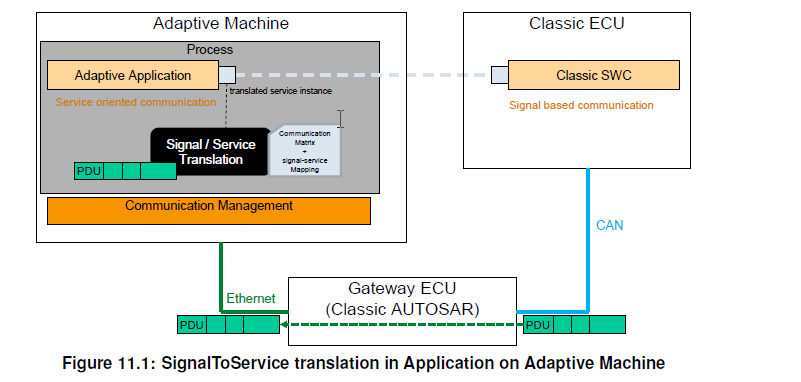 Adaptive Machine
Classic ECU
Process
Adaptive Application
Classic SWC
translated service instance
Service oriented communication
Signal based communication
Signal / Service
Translation
Communication
Matrix
+
signal-service
Mapping
PDU
Communication Management
CAN
Ethernet
Gateway ECU
(Classic AUTOSAR)
PDU
PDU
Figure 11.1: SignalToService translation in Application on Adaptive Machine